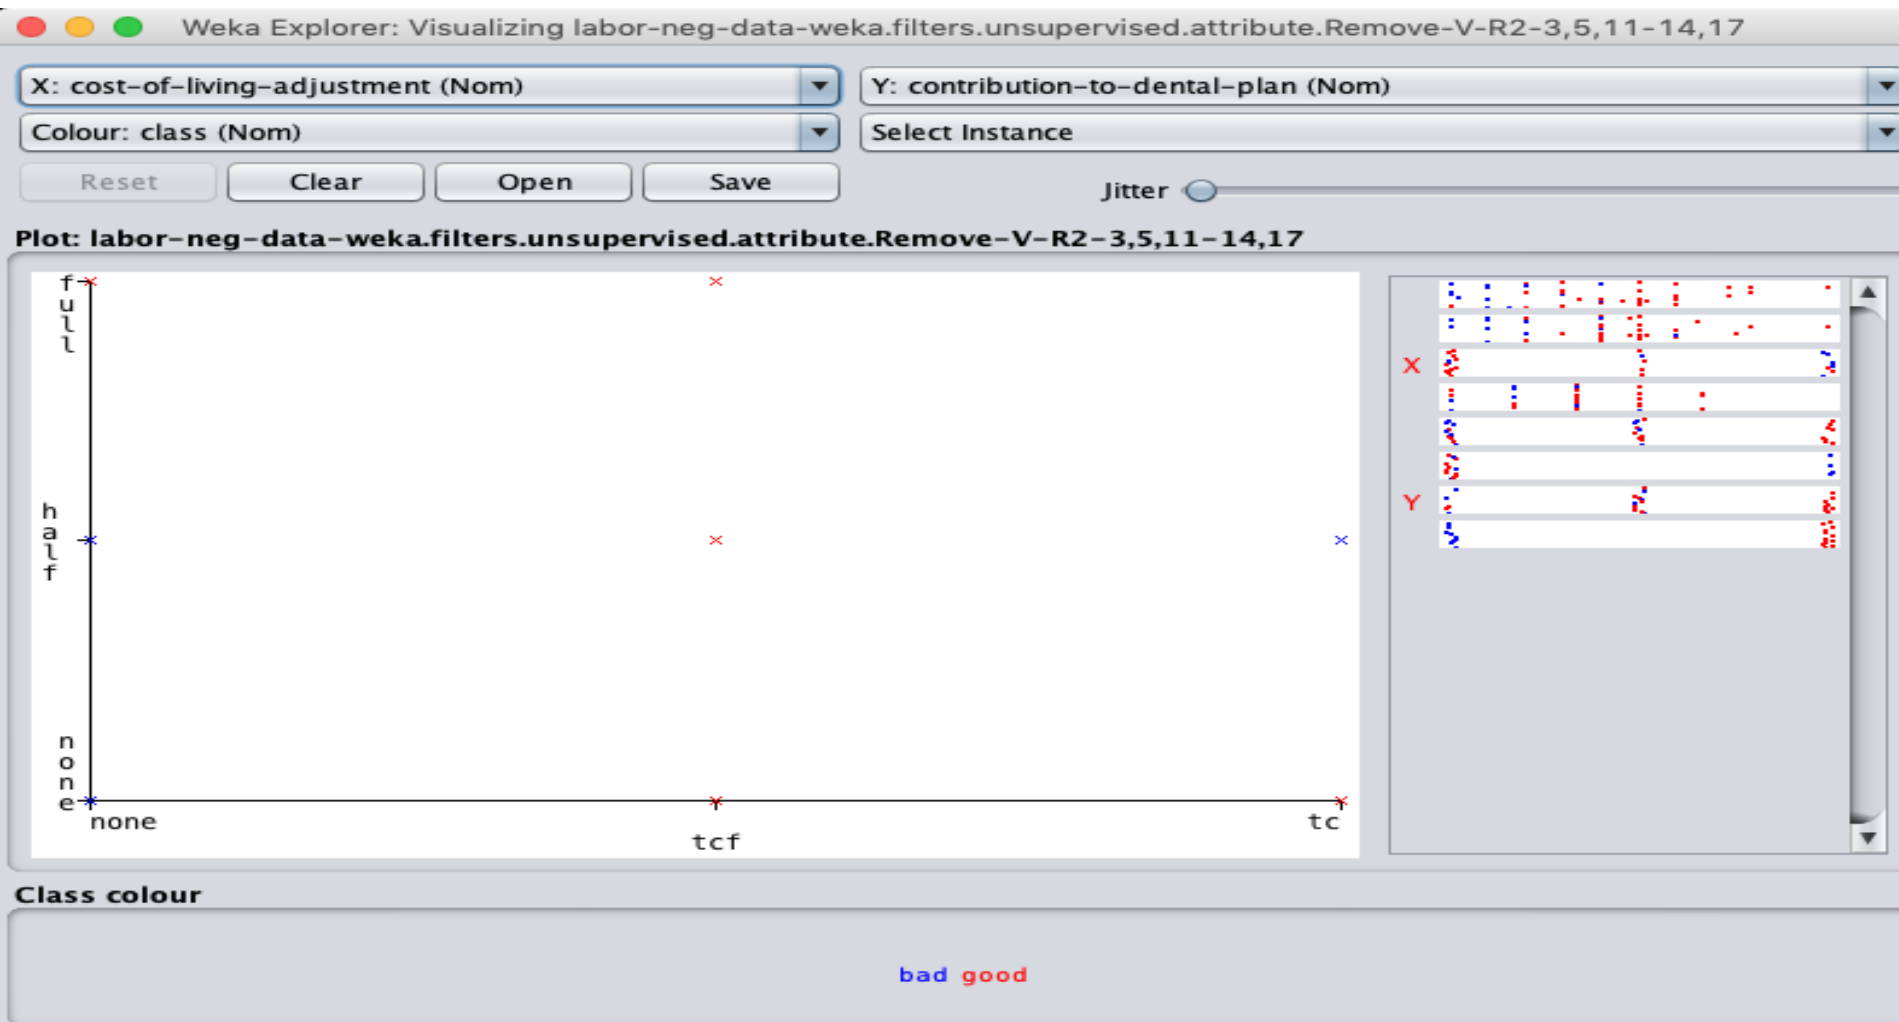 Weka Explorer: Visualizing labor-neg-data-weka.filters.unsupervised.attribute.Remove-V-R2-3,5,11-14,17
X: cost-of-living-adjustment (Nom)
Y: contribution-to-dental-plan (Nom)
Colour: class (Nom)
Select Instance
Reset
Clear
Open
Save
Jitter
Plot: labor-neg-data-weka.filters.unsupervised.attribute.Remove-V-R2-3,5,11-14,17
full
half
none
none
tcf
tc
X
Y
Class colour
bad good